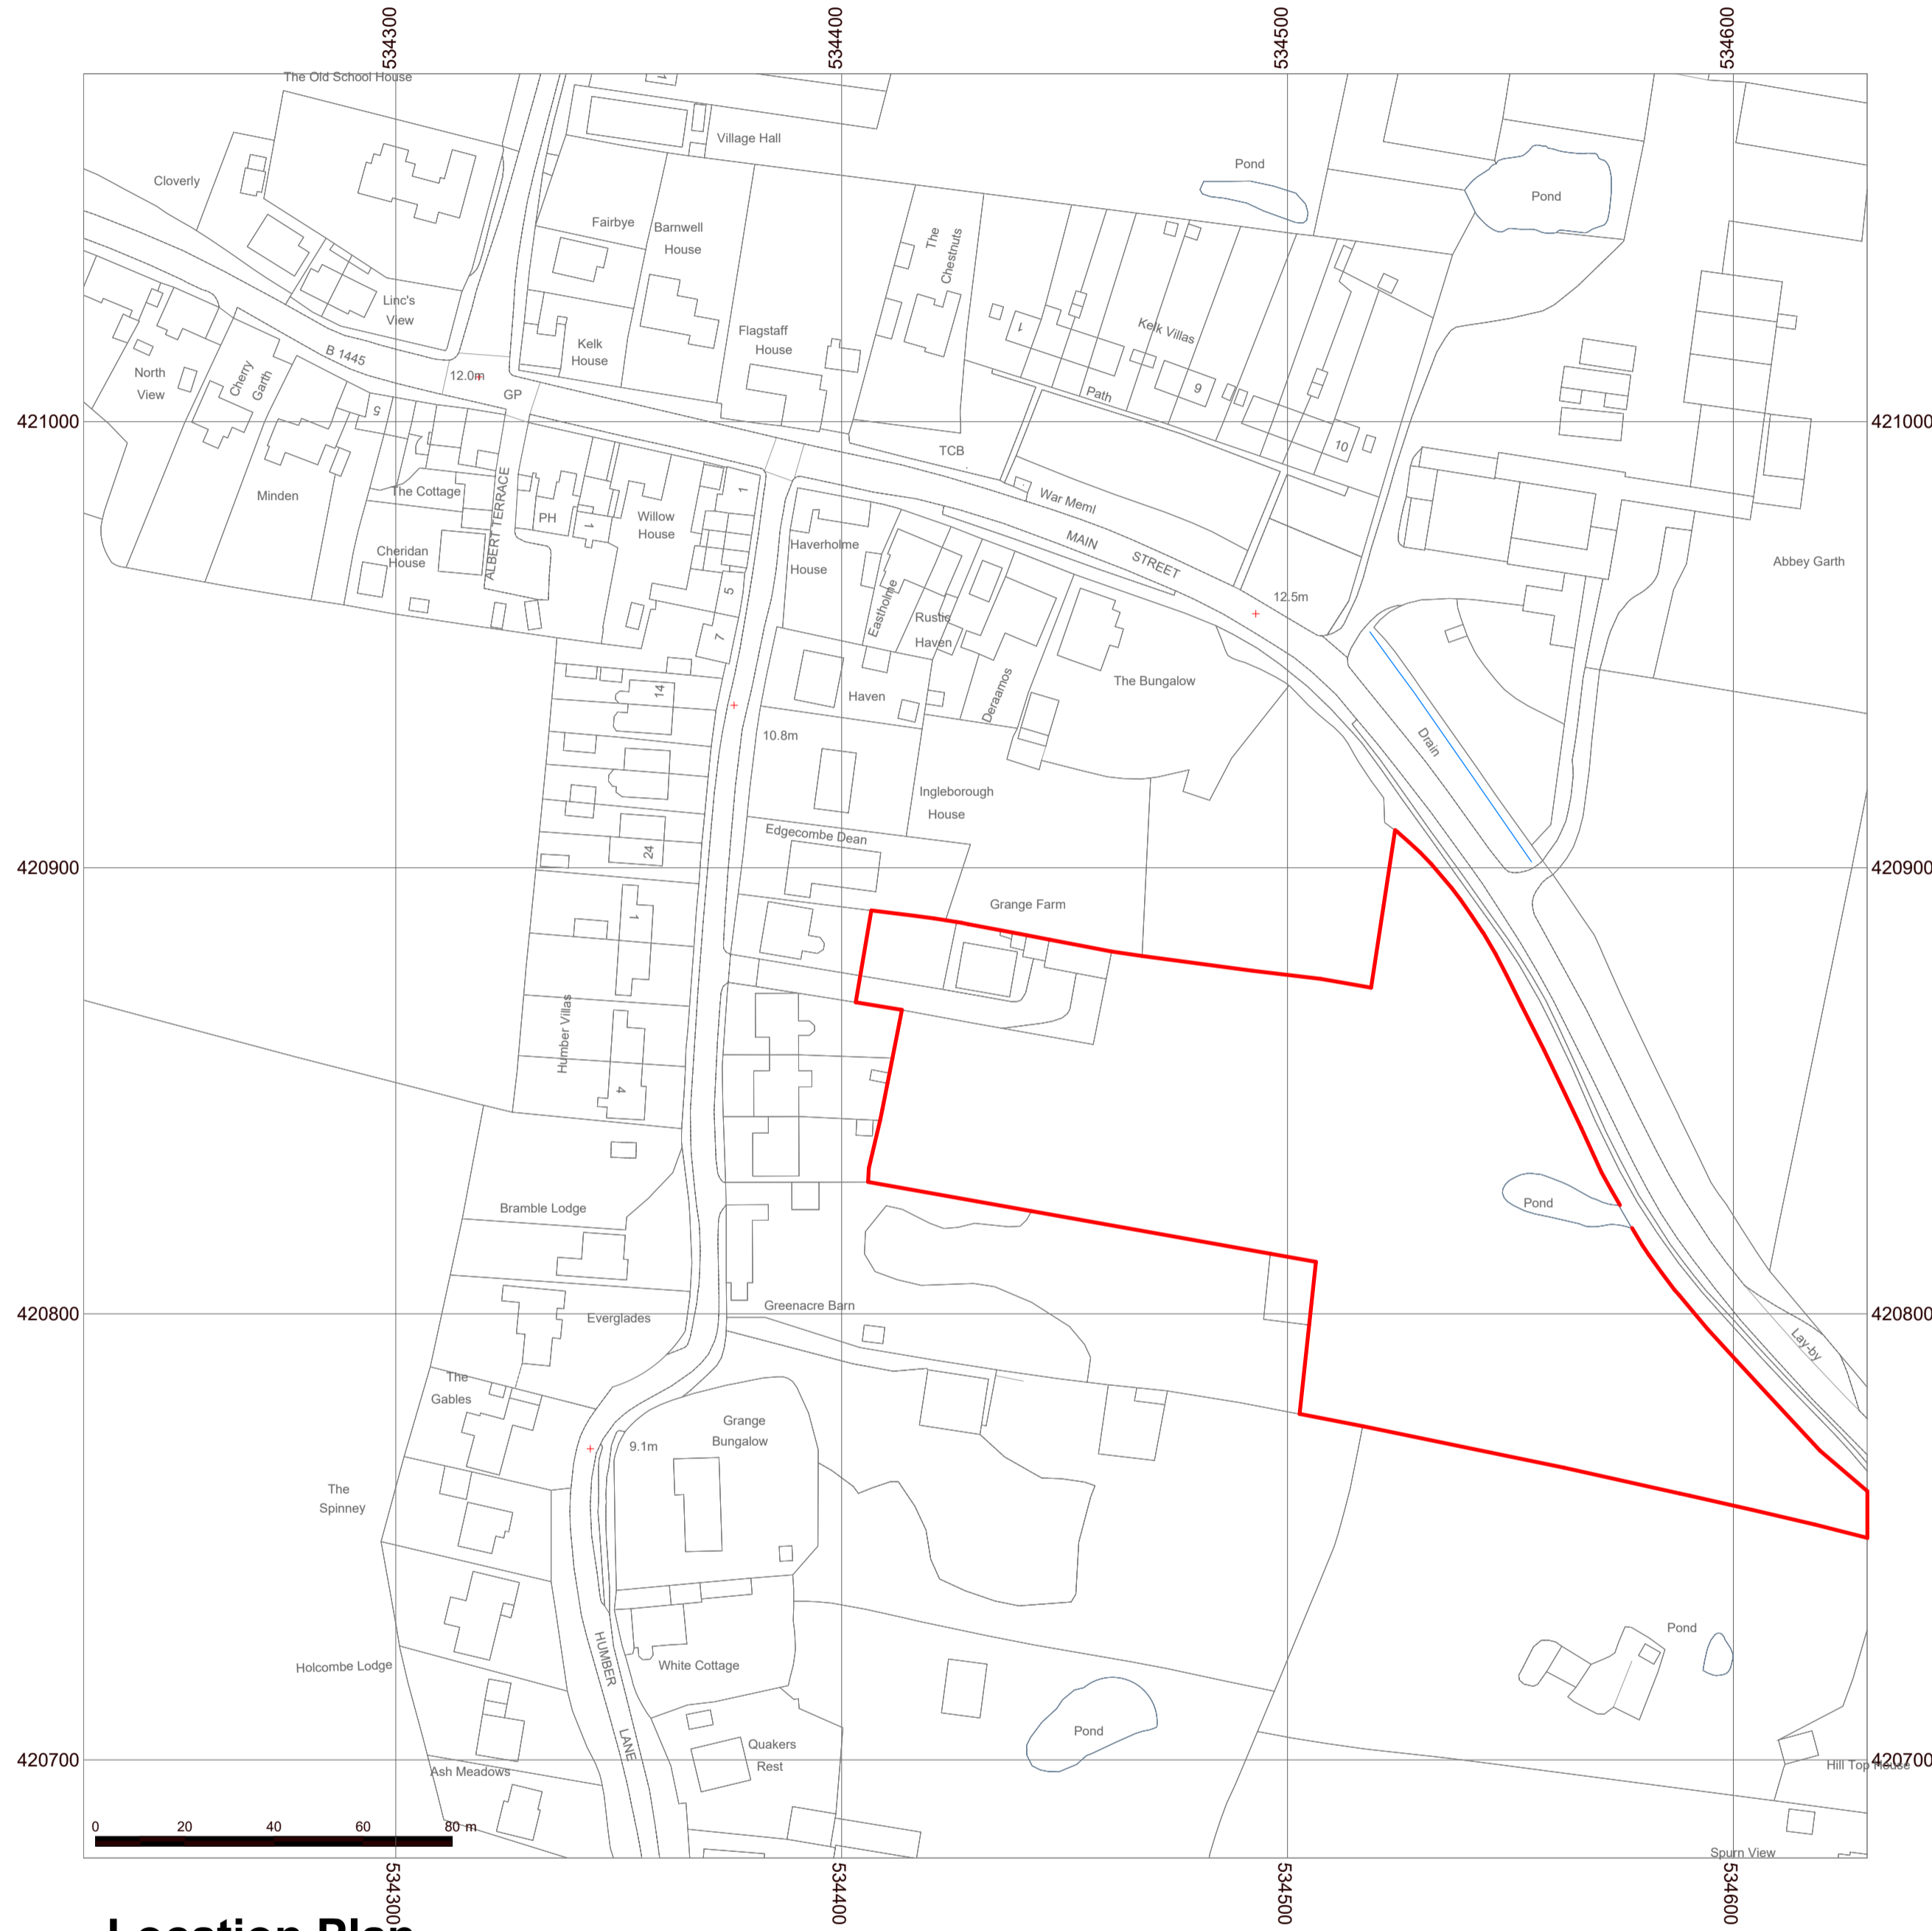 534300
534400
534500
534600
The Old School House
Village Hall
Pond
Cloverly
Pond
Fairbye
Barnwell
House
The
Chestnuts
Linc's
View
B 1445
12.0m
GP
Kelk
House
Flagstaff
House
1
Kelk Villas
9
Path
10
North
View
Cherry
Garth
5
421000
421000
TCB
War Meml
MAIN
STREET
12.5m
Minden
The Cottage
ALBERT TERRACE
PH
1
Willow
House
1
Haverholme
House
Cheridan
House
5
7
Eastholme
Rustic
Haven
Abbey Garth
14
Haven
Deraamos
The Bungalow
10.8m
Drain
Ingleborough
House
Edgecombe Dean
24
420900
420900
1
Grange Farm
Humber Villas
4
Bramble Lodge
Pond
Greenacre Barn
Everglades
420800
420800
Lay-by
The
Gables
Grange
Bungalow
9.1m
The
Spinney
HUMBER
LANE
Holcombe Lodge
White Cottage
Pond
Pond
Quakers
Rest
Ash Meadows
420700
Hill Top House
0 20 40 60 80 m
Spurn View
534300
534400
534500
534600
Location Plan